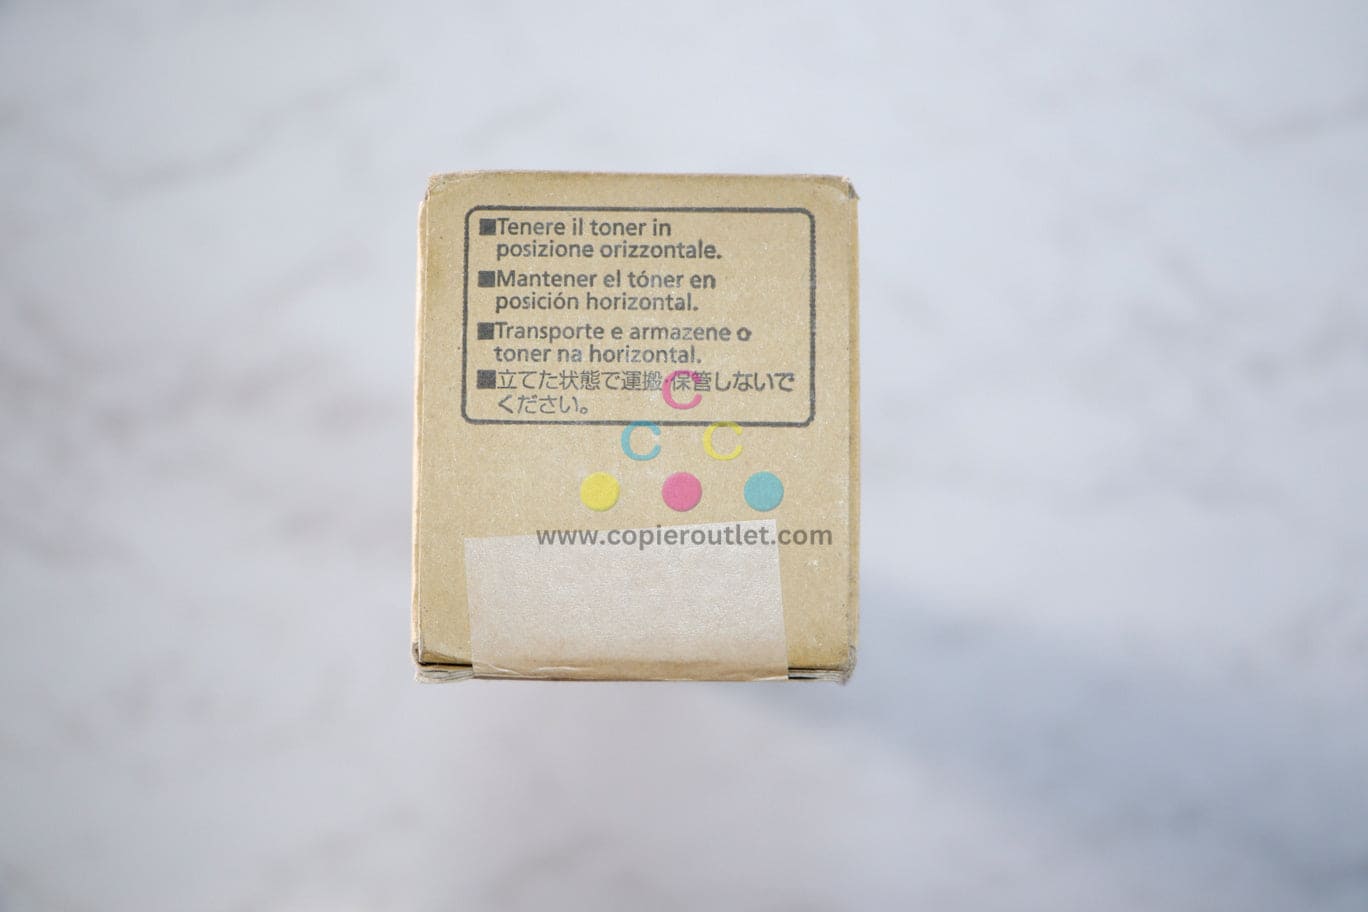 ■Tenere il toner in
posizione orizzontale.
■Mantener el tóner en
posición horizontal.
■Transporte e armazene o
toner na horizontal.
■立てた状態で運搬・保管しないで
ください。
C
C C
www.copieroutlet.com